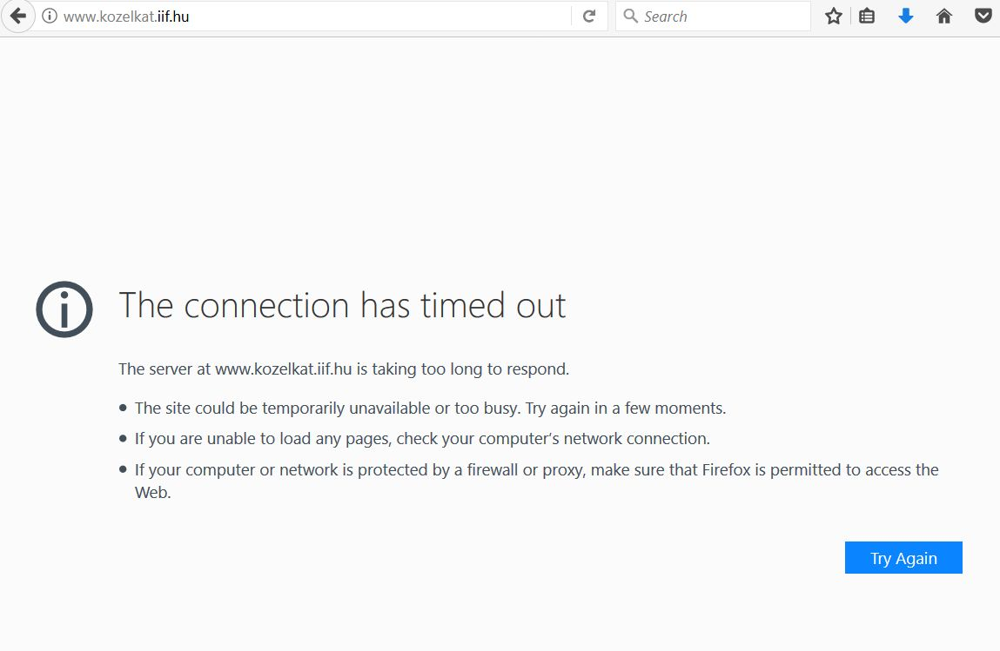 www.kozelkat.iif.hu
Search
The connection has timed out
The server at www.kozelkat.iif.hu is taking too long to respond.
The site could be temporarily unavailable or too busy. Try again in a few moments.
If you are unable to load any pages, check your computer’s network connection.
If your computer or network is protected by a firewall or proxy, make sure that Firefox is permitted to access the
Web.
Try Again